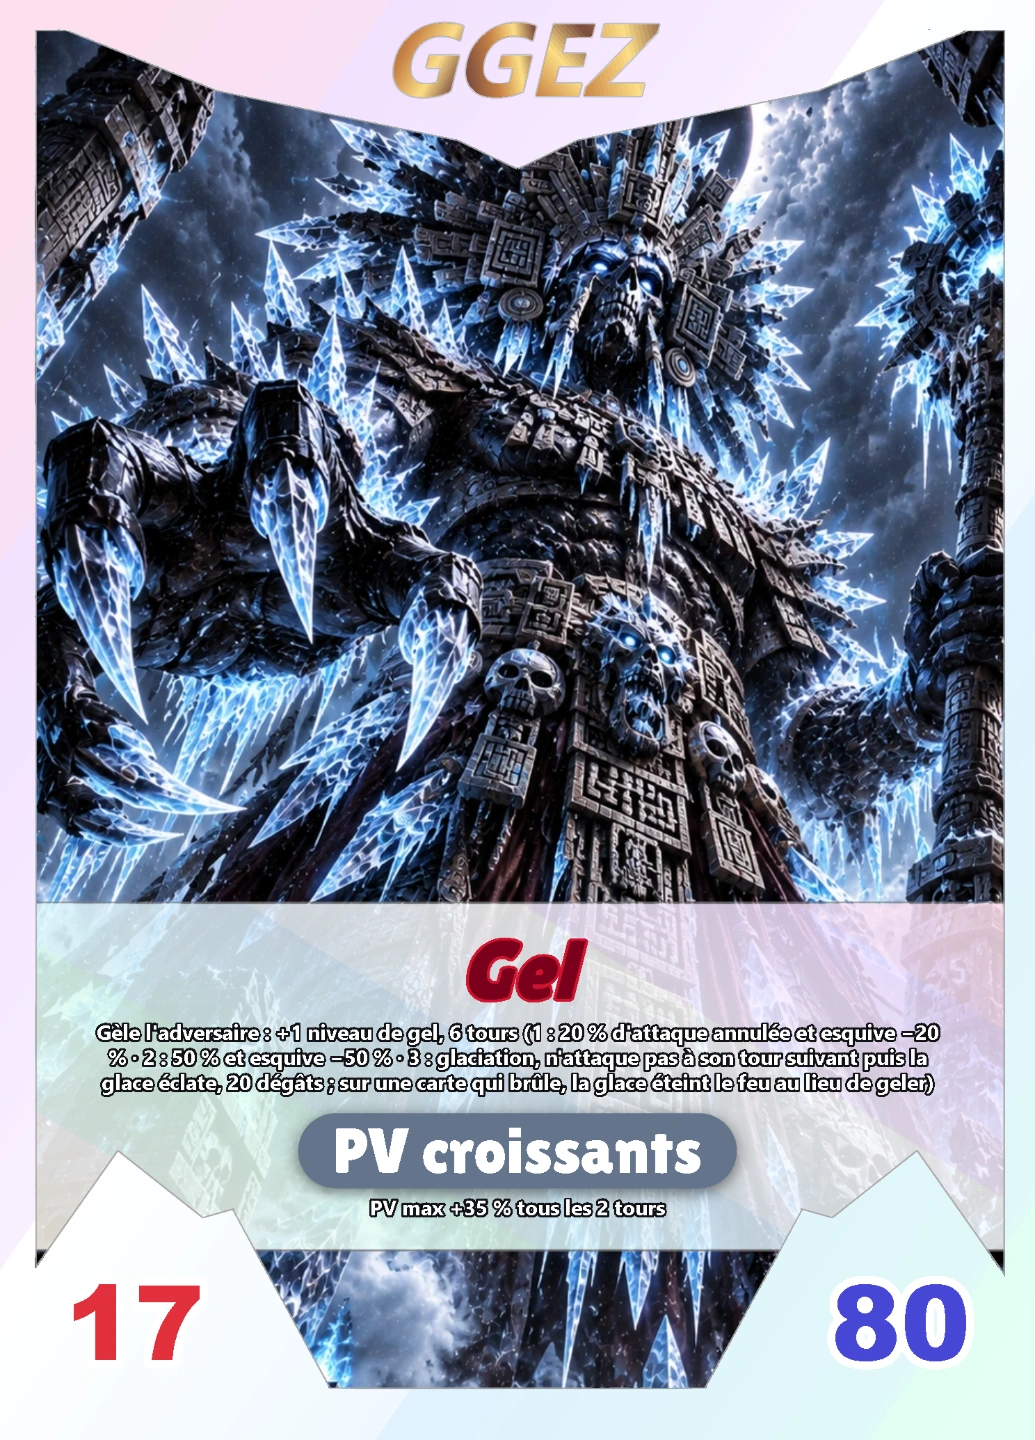 GGEZ
Gel
Gèle l'adversaire : +1 niveau de gel, 6 tours (1 : 20 % d'attaque annulée et esquive −20
% · 2 : 50 % et esquive −50 % · 3 : glaciation, n'attaque pas à son tour suivant puis la
glace éclate, 20 dégâts ; sur une carte qui brûle, la glace éteint le feu au lieu de geler)
PV croissants
PV max +35 % tous les 2 tours
17
80